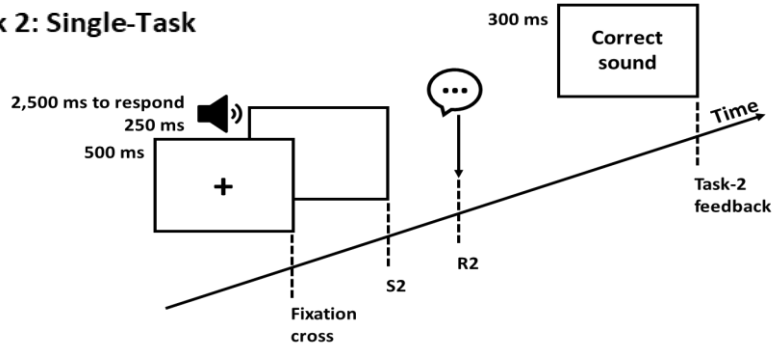 k 2: Single-Task
300 ms
Correct
sound
2,500 ms to respond
250 ms
500 ms
+
Time
Task-2
feedback
R2
S2
Fixation
cross